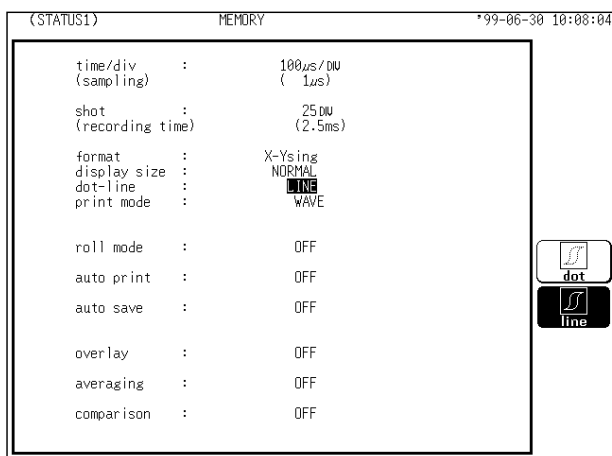 (STATUS1) MEMORY '99-06-30 10:08:04
time/div : 100µs/DIV
(sampling) ( 1µs)
shot : 25DIV
(recording time) (2.5ms)
format : X-Ysing
display size : NORMAL
dot-line : LINE
print mode : WAVE
roll mode : OFF
auto print : OFF
auto save : OFF
overlay : OFF
averaging : OFF
comparison : OFF
dot
line